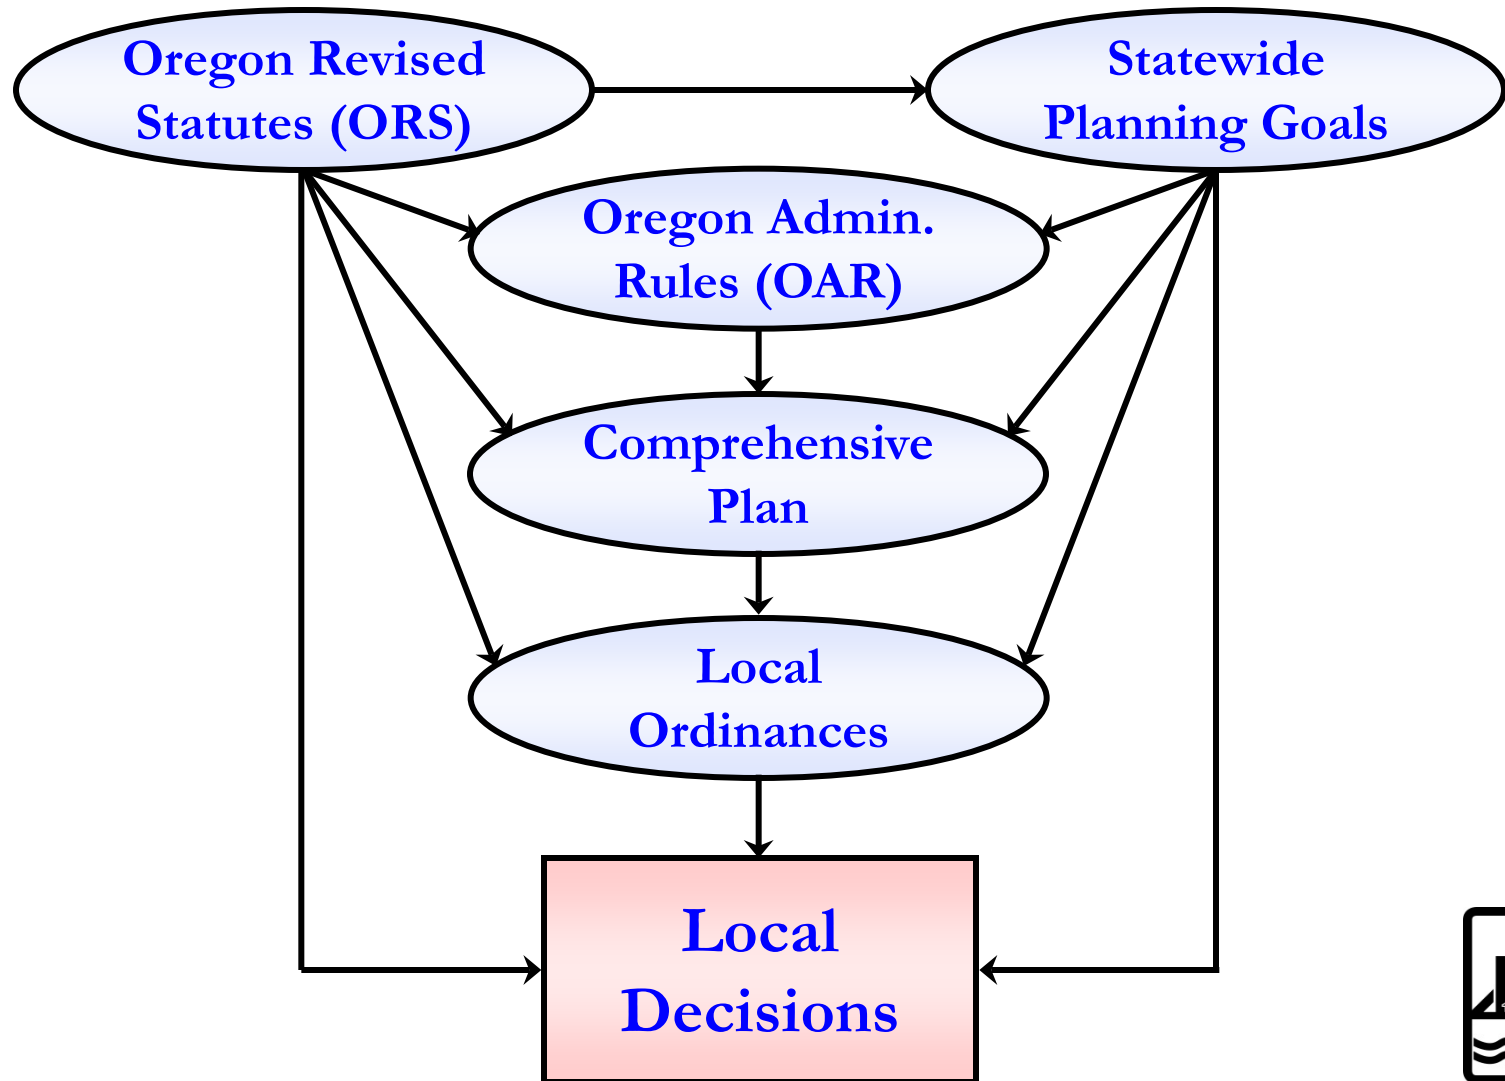 Oregon Revised
Statutes (ORS)
Statewide
Planning Goals
Oregon Admin.
Rules (OAR)
Comprehensive
Plan
Local
Ordinances
Local
Decisions